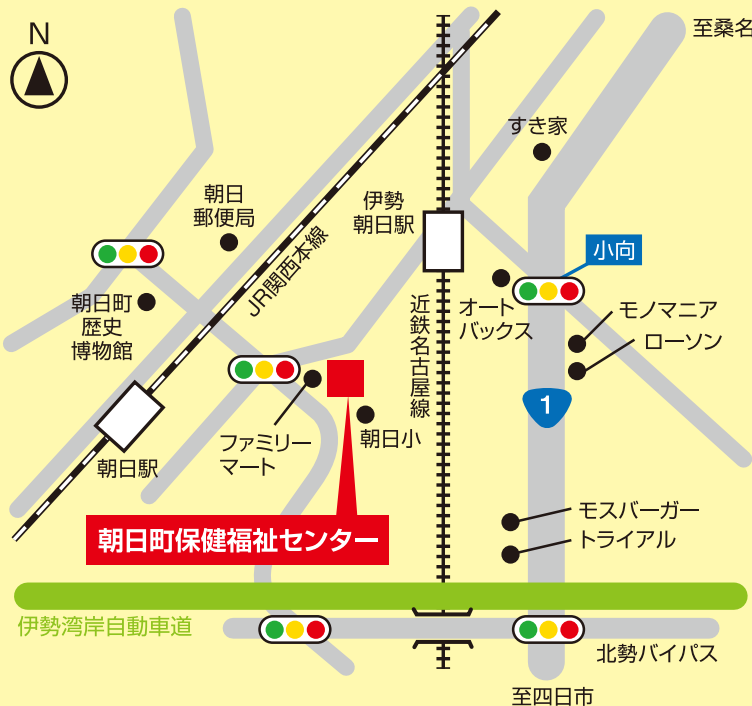 N
至桑名
すき家
朝日
郵便局
伊勢
朝日駅
JR関西本線
小向
朝日町
歴史
博物館
オート
バックス
モノマニア
ローソン
近鉄名古屋線
1
朝日駅
ファミリー
マート
朝日小
朝日町保健福祉センター
モスバーガー
トライアル
伊勢湾岸自動車道
北勢バイパス
至四日市